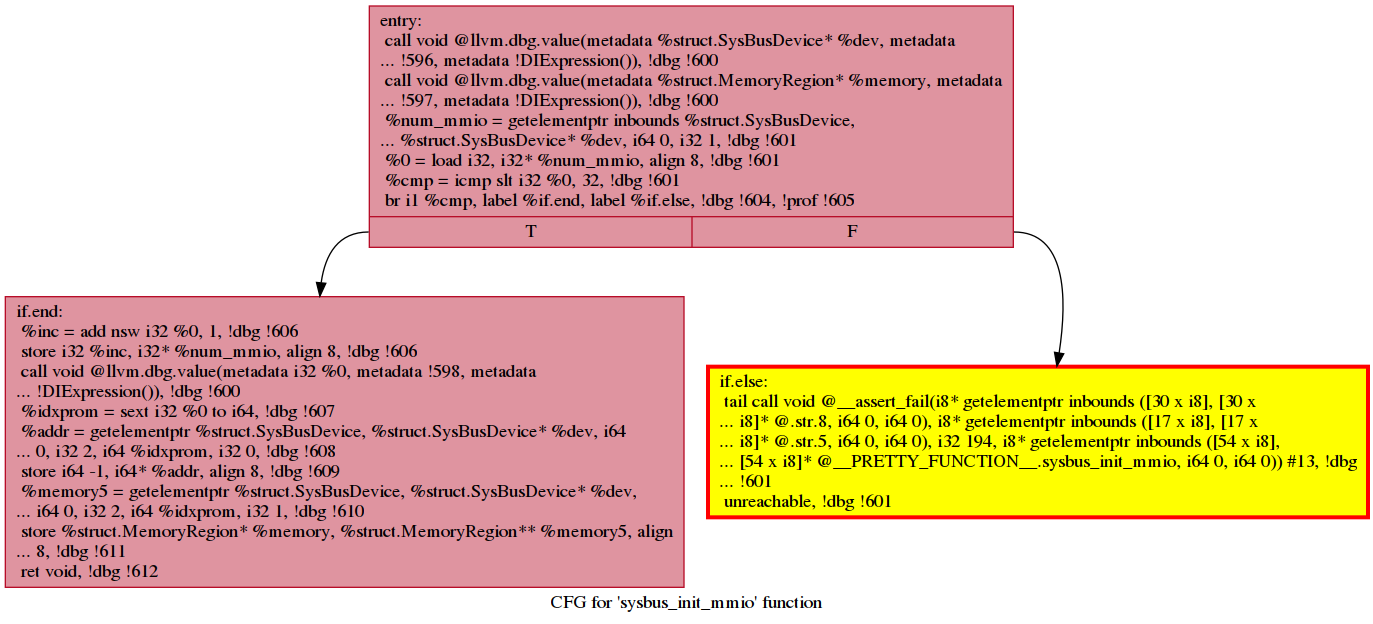 entry:
call void @llvm.dbg.value(metadata %struct.SysBusDevice* %dev, metadata
... !596, metadata !DIExpression()), !dbg !600
call void @llvm.dbg.value(metadata %struct.MemoryRegion* %memory, metadata
... !597, metadata !DIExpression()), !dbg !600
%num_mmio = getelementptr inbounds %struct.SysBusDevice,
... %struct.SysBusDevice* %dev, i64 0, i32 1, !dbg !601
%0 = load i32, i32* %num_mmio, align 8, !dbg !601
%cmp = icmp slt i32 %0, 32, !dbg !601
br i1 %cmp, label %if.end, label %if.else, !dbg !604, !prof !605
T
F
if.end:
%inc = add nsw i32 %0, 1, !dbg !606
store i32 %inc, i32* %num_mmio, align 8, !dbg !606
call void @llvm.dbg.value(metadata i32 %0, metadata !598, metadata
... !DIExpression()), !dbg !600
%idxprom = sext i32 %0 to i64, !dbg !607
%addr = getelementptr %struct.SysBusDevice, %struct.SysBusDevice* %dev, i64
... 0, i32 2, i64 %idxprom, i32 0, !dbg !608
store i64 -1, i64* %addr, align 8, !dbg !609
%memory5 = getelementptr %struct.SysBusDevice, %struct.SysBusDevice* %dev,
... i64 0, i32 2, i64 %idxprom, i32 1, !dbg !610
store %struct.MemoryRegion* %memory, %struct.MemoryRegion** %memory5, align
... 8, !dbg !611
ret void, !dbg !612
if.else:
tail call void @__assert_fail(i8* getelementptr inbounds ([30 x i8], [30 x
... i8]* @.str.8, i64 0, i64 0), i8* getelementptr inbounds ([17 x i8], [17 x
... i8]* @.str.5, i64 0, i64 0), i32 194, i8* getelementptr inbounds ([54 x i8],
... [54 x i8]* @__PRETTY_FUNCTION__.sysbus_init_mmio, i64 0, i64 0)) #13, !dbg
... !601
unreachable, !dbg !601
CFG for 'sysbus_init_mmio' function